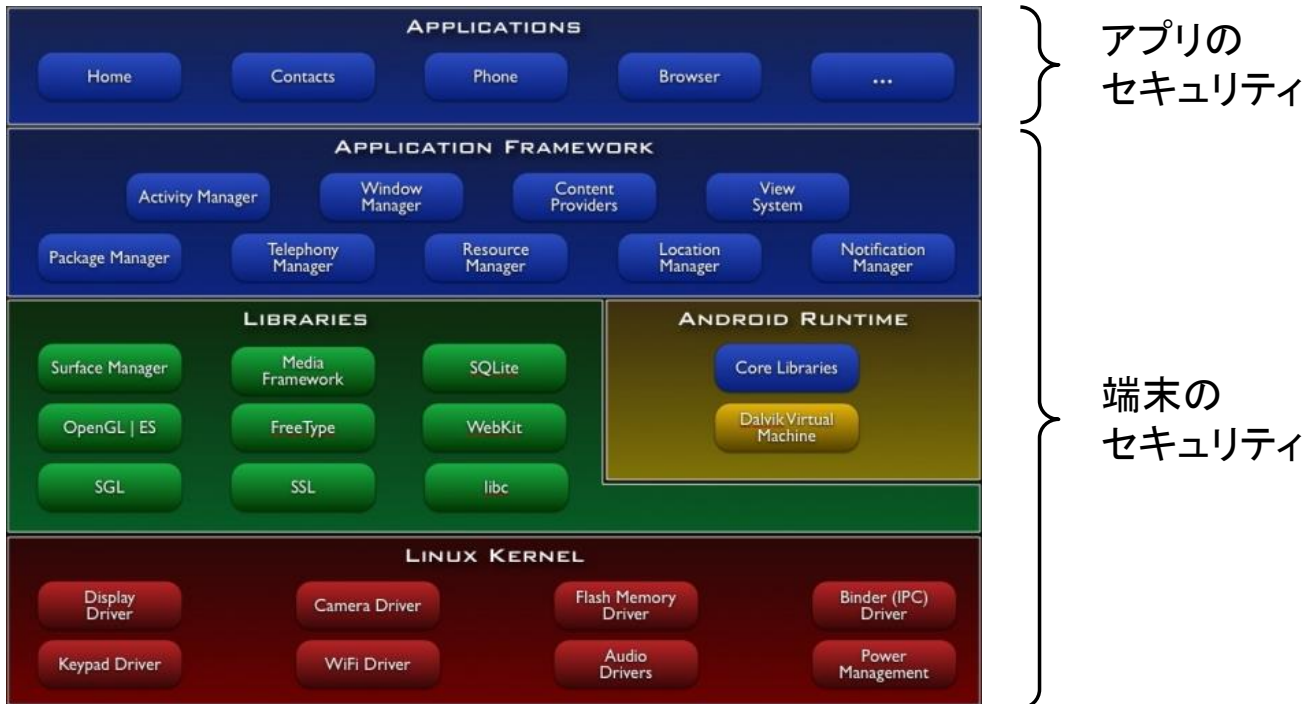 APPLICATIONS
Home
Contacts
Phone
Browser
...
アプリの
セキュリティ
APPLICATION FRAMEWORK
Activity Manager
Window
Manager
Content
Providers
View
System
Package Manager
Telephony
Manager
Resource
Manager
Location
Manager
Notification
Manager
LIBRARIES
Surface Manager
Media
Framework
SQLite
OpenGL | ES
FreeType
WebKit
SGL
SSL
libc
ANDROID RUNTIME
Core Libraries
Dalvik Virtual
Machine
端末の
セキュリティ
LINUX KERNEL
Display
Driver
Camera Driver
Flash Memory
Driver
Binder (IPC)
Driver
Keypad Driver
WiFi Driver
Audio
Drivers
Power
Management